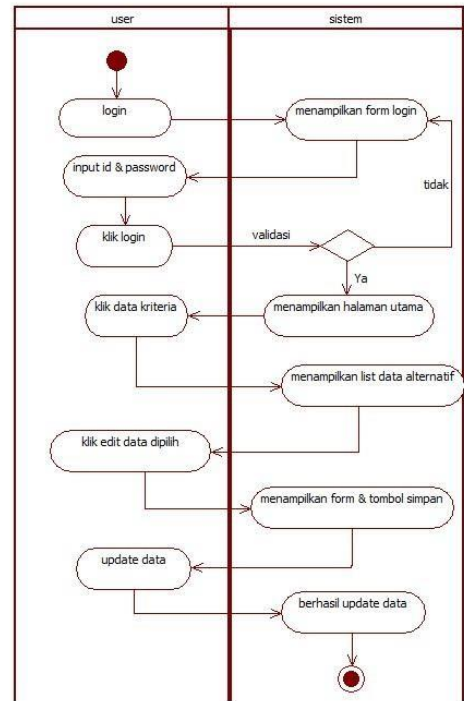 user
sistem
login
menampilkan form login
input id & password
tidak
klik login
validasi
Ya
klik data kriteria
menampilkan halaman utama
menampilkan list data alternatif
klik edit data dipilih
menampilkan form & tombol simpan
update data
berhasil update data